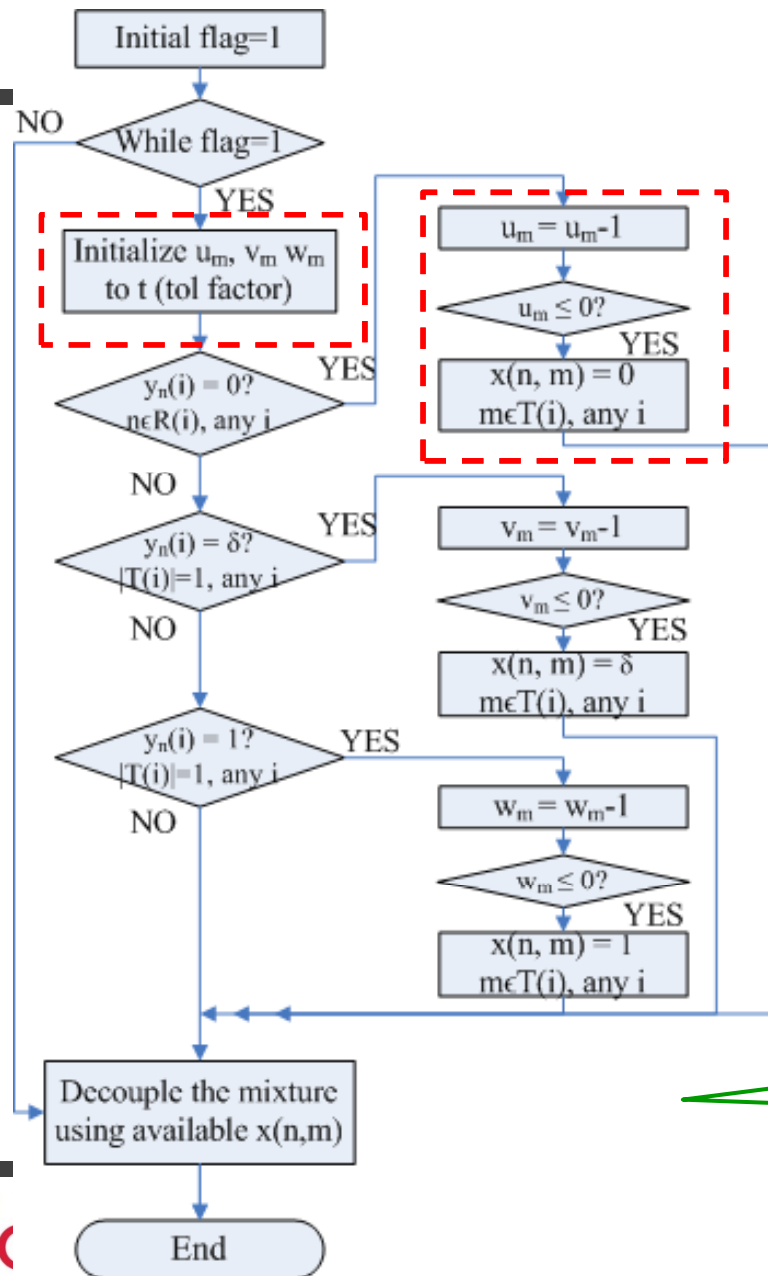 Initial flag=1
NO
While flag=1
YES
Initialize uₘ, vₘ wₘ
to t (tol factor)
yₙ(i) = 0?
nϵR(i), any i
YES
uₘ = uₘ-1
uₘ ≤ 0?
YES
x(n, m) = 0
mϵT(i), any i
NO
yₙ(i) = δ?
|T(i)|=1, any i
YES
vₘ = vₘ-1
vₘ ≤ 0?
YES
x(n, m) = δ
mϵT(i), any i
NO
yₙ(i) = 1?
|T(i)|=1, any i
YES
wₘ = wₘ-1
wₘ ≤ 0?
YES
x(n, m) = 1
mϵT(i), any i
NO
Decouple the mixture
using available x(n,m)
End